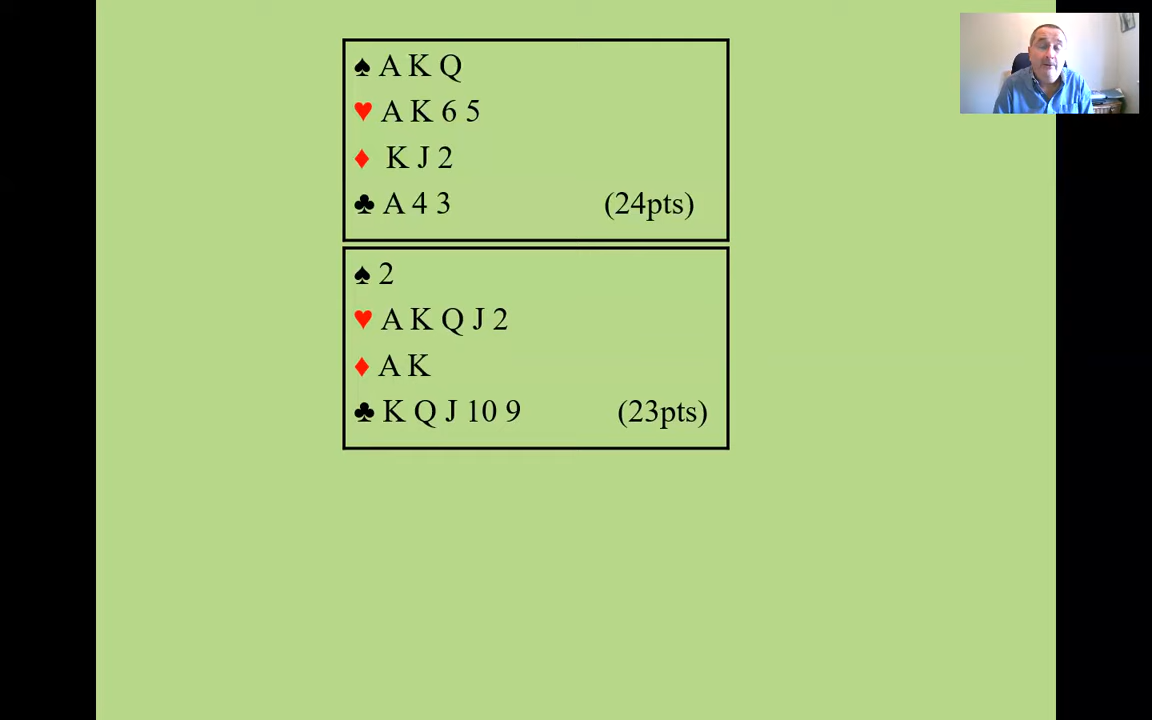 ♠ A K Q
♥ A K 6 5
♦ K J 2
♣ A 4 3 (24pts)
♠ 2
♥ A K Q J 2
♦ A K
♣ K Q J 10 9 (23pts)